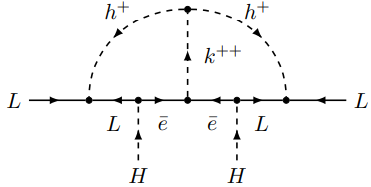 h⁺ h⁺
k⁺⁺
L L
L ē ē L
H H